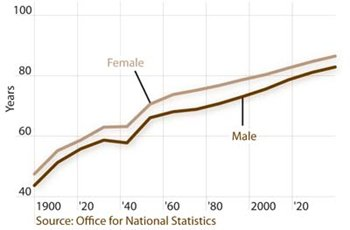 100
80
60
40
Years
Female
Male
1900 '20 '40 '60 '80 2000 '20
Source: Office for National Statistics